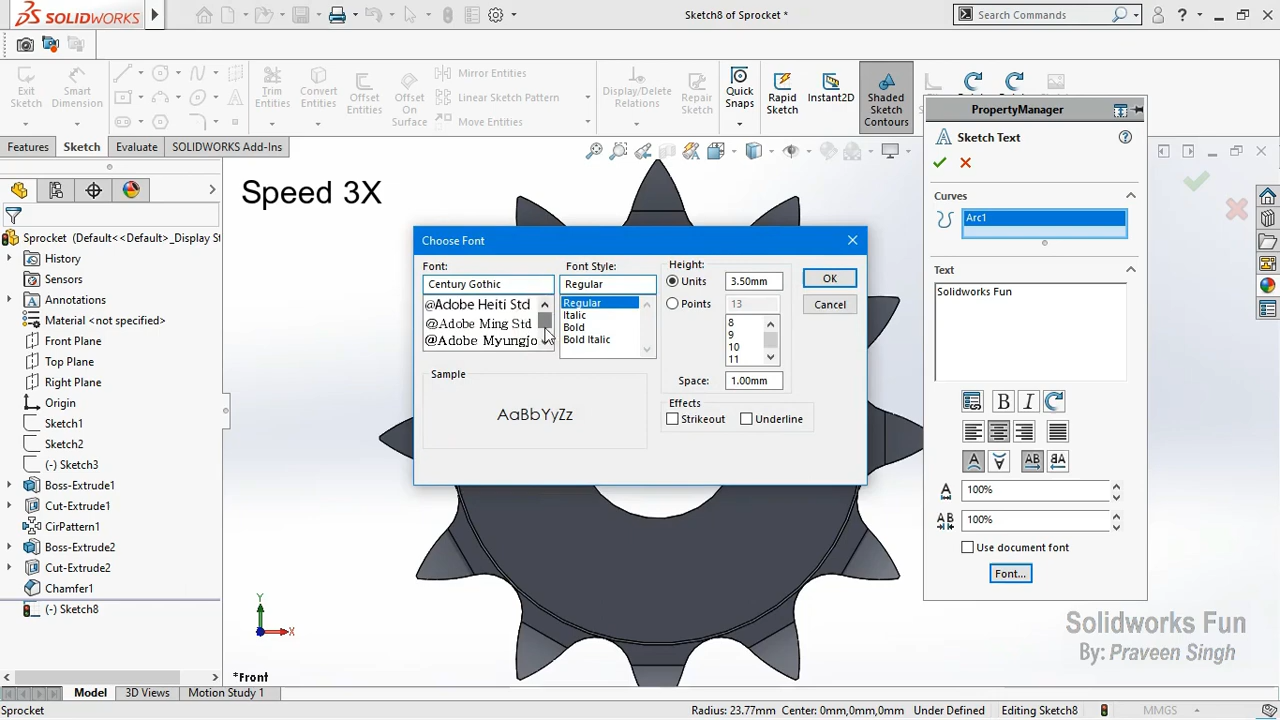 SOLIDWORKS
Sketch8 of Sprocket *
Search Commands
?
Exit Sketch
Smart Dimension
Trim Entities
Convert Entities
Offset Entities
Offset On Surface
Mirror Entities
Linear Sketch Pattern
Move Entities
Display/Delete Relations
Repair Sketch
Quick Snaps
Rapid Sketch
Instant2D
Shaded Sketch Contours
Features
Sketch
Evaluate
SOLIDWORKS Add-Ins
Sprocket (Default<<Default>_Display St
History
Sensors
Annotations
Material <not specified>
Front Plane
Top Plane
Right Plane
Origin
Sketch1
Sketch2
(-) Sketch3
Boss-Extrude1
Cut-Extrude1
CirPattern1
Boss-Extrude2
Cut-Extrude2
Chamfer1
(-) Sketch8
Speed 3X
Choose Font
Font:
Century Gothic
@Adobe Heiti Std
@Adobe Ming Std
@Adobe Myungjo
Font Style:
Regular
Regular
Italic
Bold
Bold Italic
Height:
Units
3.50mm
Points
13
8
9
10
11
Space:
1.00mm
OK
Cancel
Sample
AaBbYyZz
Effects
Strikeout
Underline
PropertyManager
Sketch Text
Curves
Arc1
Text
Solidworks Fun
B
I
AB
100%
AB
100%
Use document font
Font...
Y
X
*Front
Solidworks Fun
By: Praveen Singh
Model
3D Views
Motion Study 1
Sprocket
Radius: 23.77mm
Center: 0mm,0mm,0mm
Under Defined
Editing Sketch8
MMGS